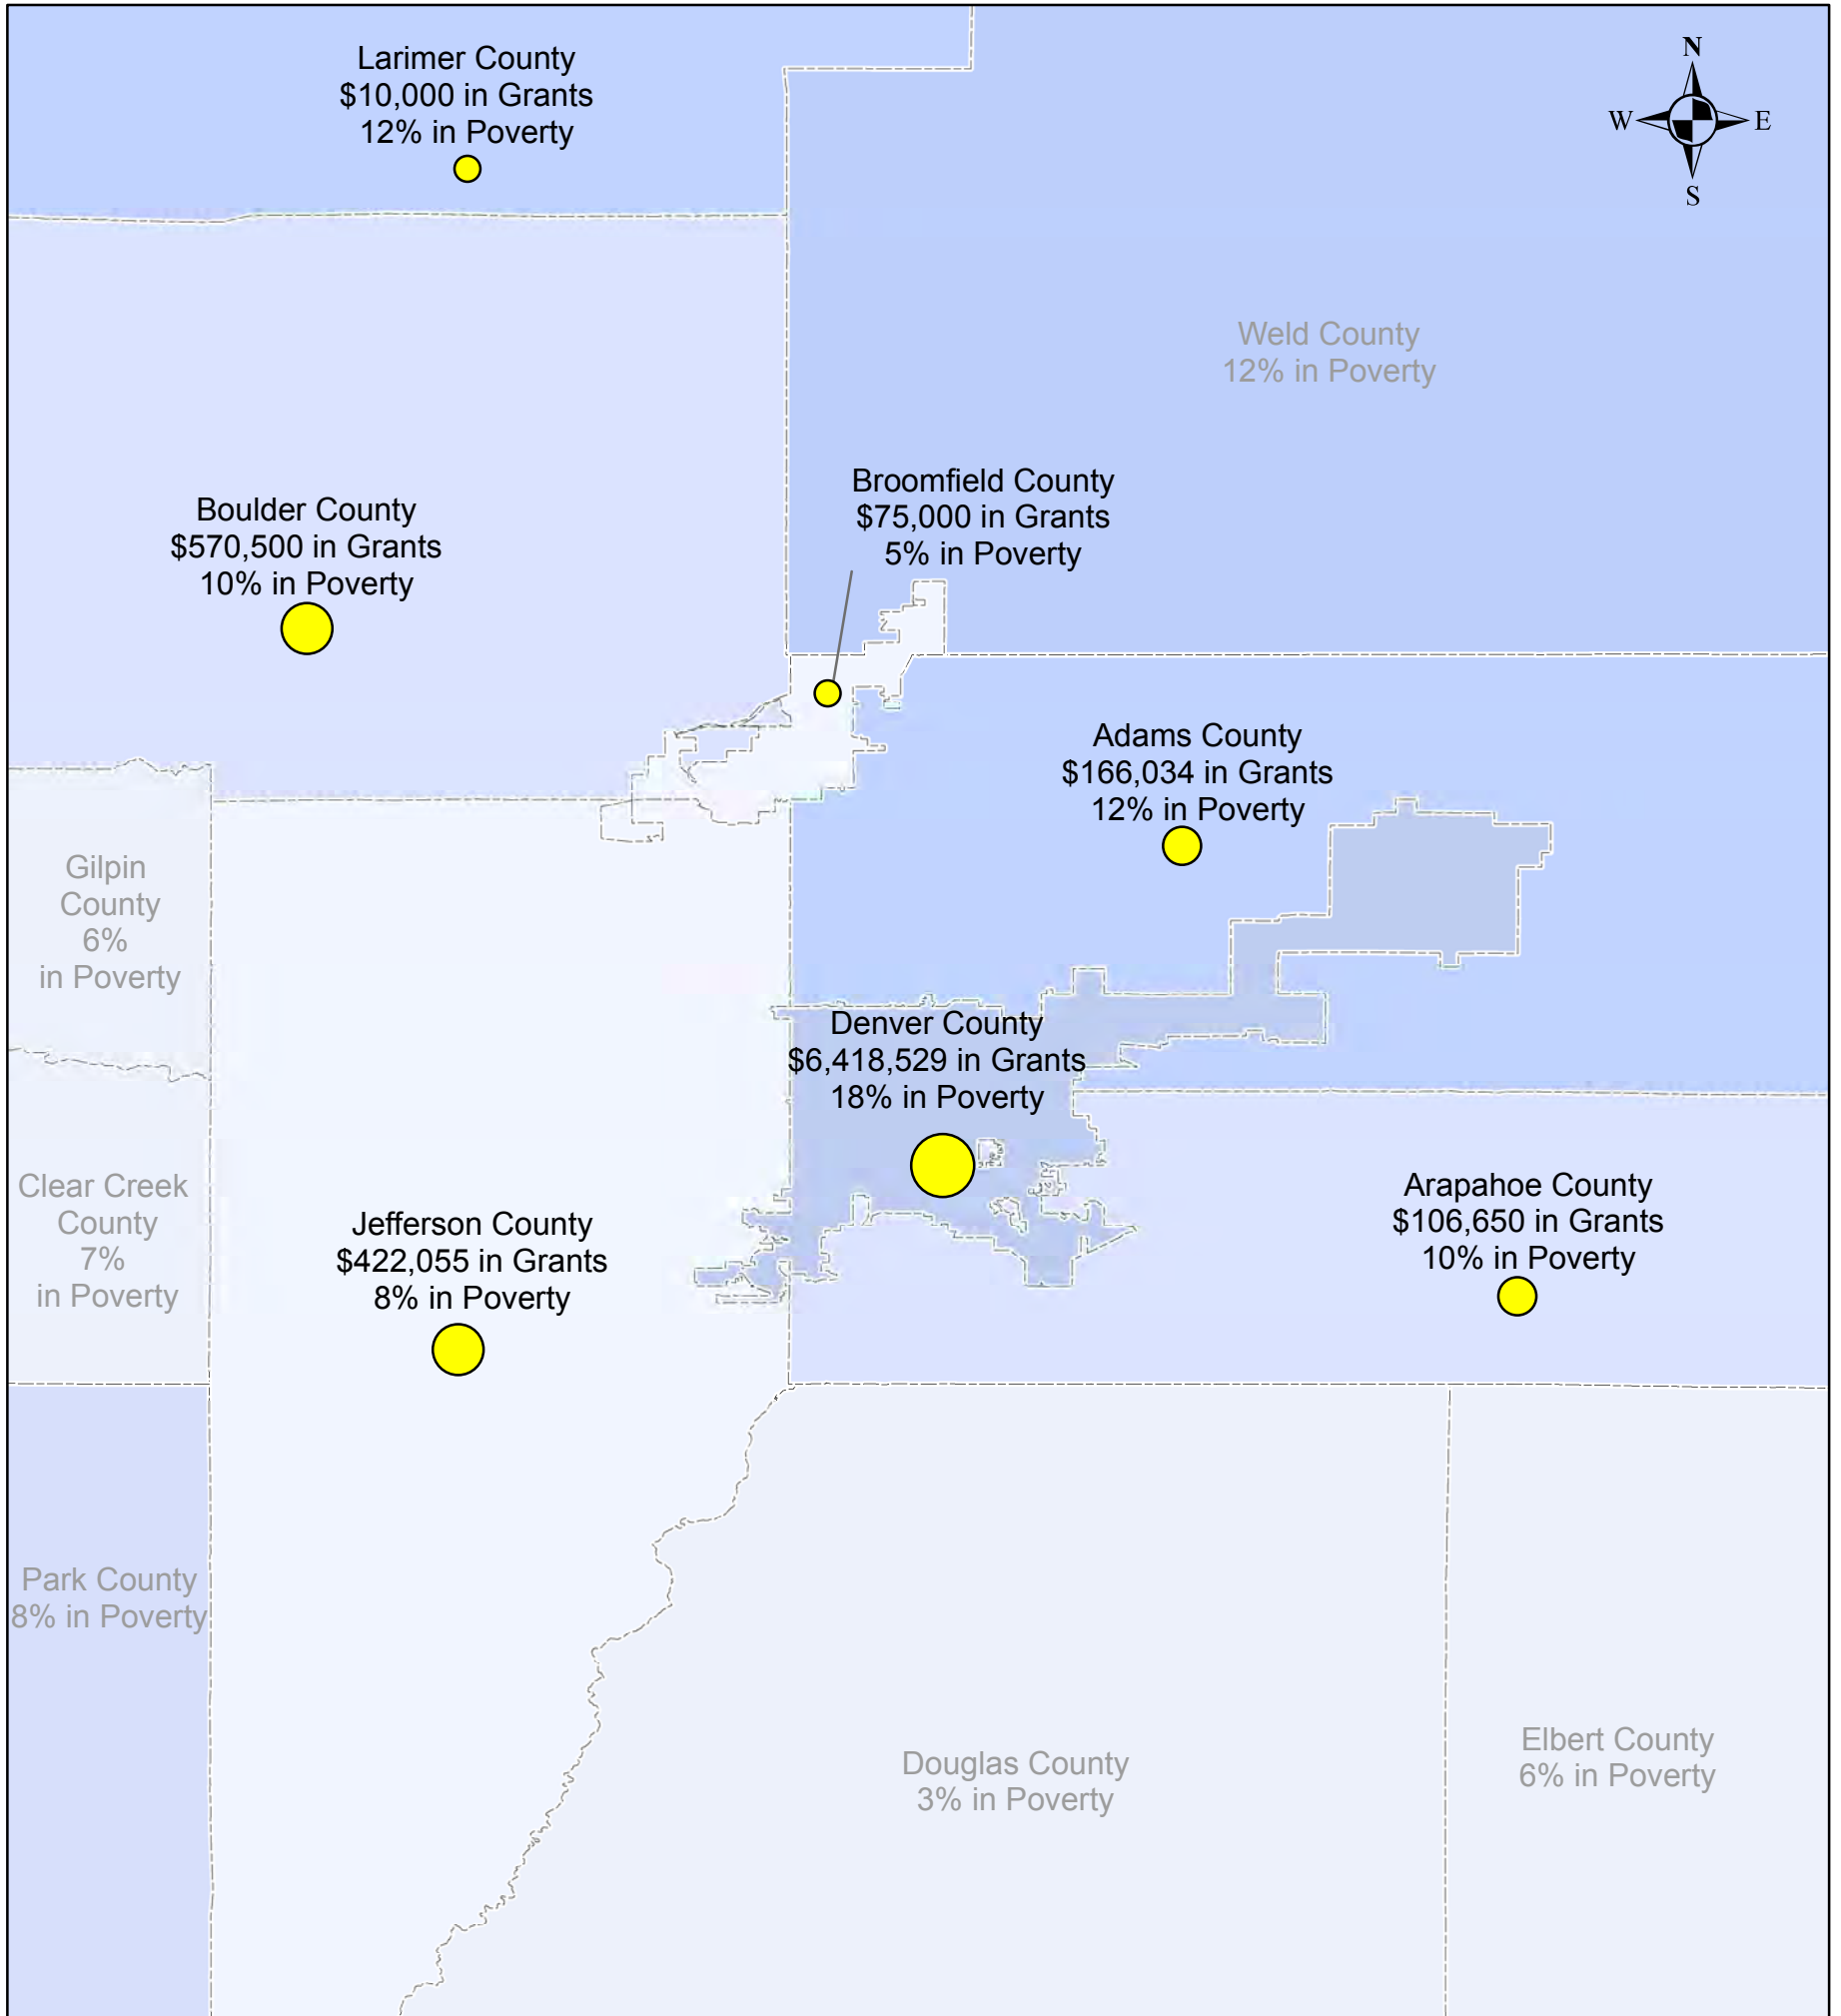 Larimer County
$10,000 in Grants
12% in Poverty
N
W
E
S
Weld County
12% in Poverty
Broomfield County
$75,000 in Grants
5% in Poverty
Boulder County
$570,500 in Grants
10% in Poverty
Adams County
$166,034 in Grants
12% in Poverty
Gilpin
County
6%
in Poverty
Denver County
$6,418,529 in Grants
18% in Poverty
Clear Creek
County
7%
in Poverty
Jefferson County
$422,055 in Grants
8% in Poverty
Arapahoe County
$106,650 in Grants
10% in Poverty
Park County
8% in Poverty
Douglas County
3% in Poverty
Elbert County
6% in Poverty